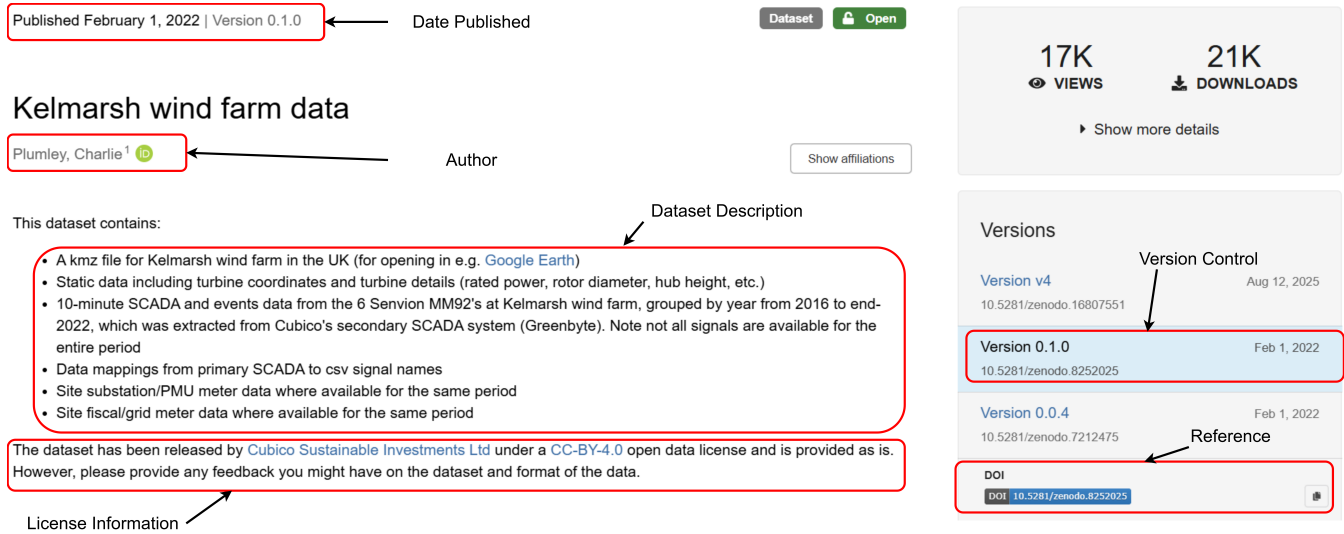 Published February 1, 2022 | Version 0.1.0
Date Published
Dataset
Open
Kelmarsh wind farm data
Plumley, Charlie 1 iD
Author
Show affiliations
This dataset contains:
Dataset Description
• A kmz file for Kelmarsh wind farm in the UK (for opening in e.g. Google Earth)
• Static data including turbine coordinates and turbine details (rated power, rotor diameter, hub height, etc.)
• 10-minute SCADA and events data from the 6 Senvion MM92's at Kelmarsh wind farm, grouped by year from 2016 to end-
2022, which was extracted from Cubico's secondary SCADA system (Greenbyte). Note not all signals are available for the
entire period
• Data mappings from primary SCADA to csv signal names
• Site substation/PMU meter data where available for the same period
• Site fiscal/grid meter data where available for the same period
The dataset has been released by Cubico Sustainable Investments Ltd under a CC-BY-4.0 open data license and is provided as is.
However, please provide any feedback you might have on the dataset and format of the data.
License Information
17K
VIEWS
21K
DOWNLOADS
Show more details
Versions
Version Control
Version v4
Aug 12, 2025
10.5281/zenodo.16807551
Version 0.1.0
Feb 1, 2022
10.5281/zenodo.8252025
Version 0.0.4
Feb 1, 2022
10.5281/zenodo.7212475
Reference
DOI
DOI 10.5281/zenodo.8252025